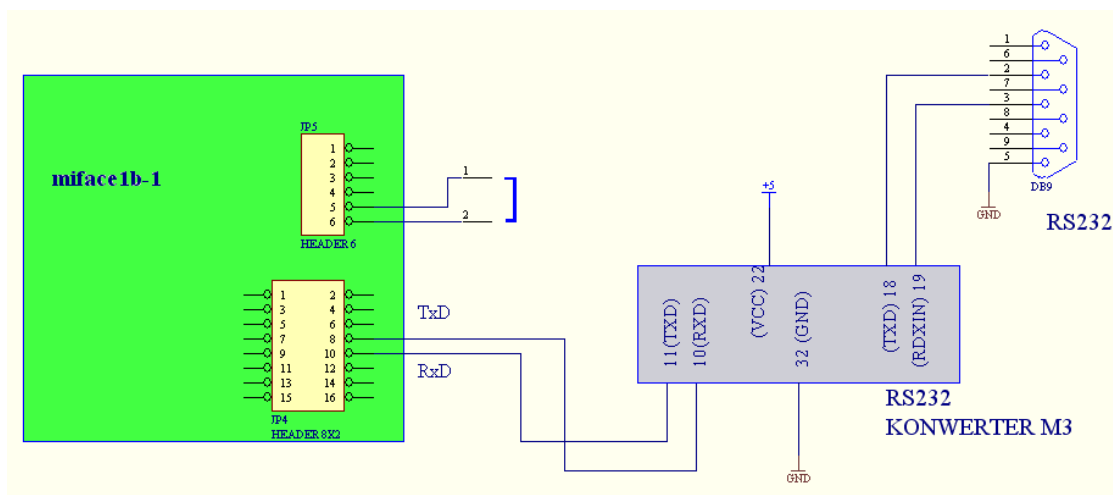 miface1b-1
JP5
1
2
3
4
5
6
HEADER 6
1
2
1 2
3 4
5 6
7 8
9 10
11 12
13 14
15 16
JP4
HEADER 8X2
TxD
RxD
+5
11(TXD)
10(RXD)
(VCC) 22
32 (GND)
(TXD) 18
(RDXIN) 19
GND
RS232
KONWERTER M3
1
6
2
7
3
8
4
9
5
DB9
GND
RS232